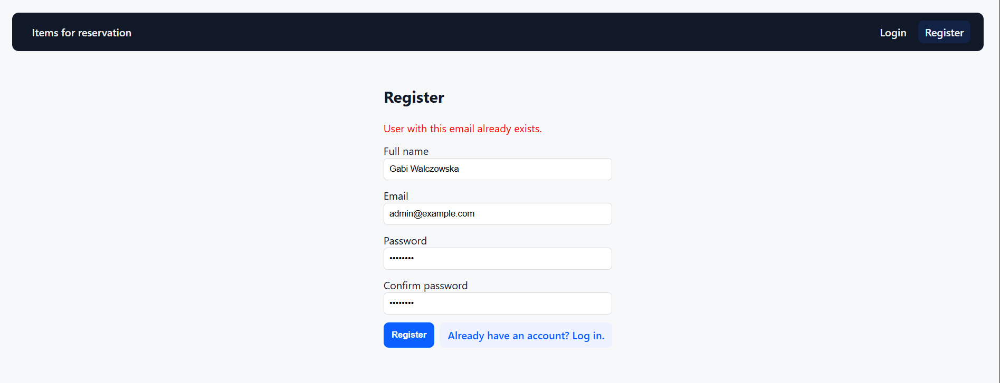 Items for reservation
Login
Register
Register
User with this email already exists.
Full name
Gabi Walczowska
Email
admin@example.com
Password
••••••••
Confirm password
••••••••
Register
Already have an account? Log in.